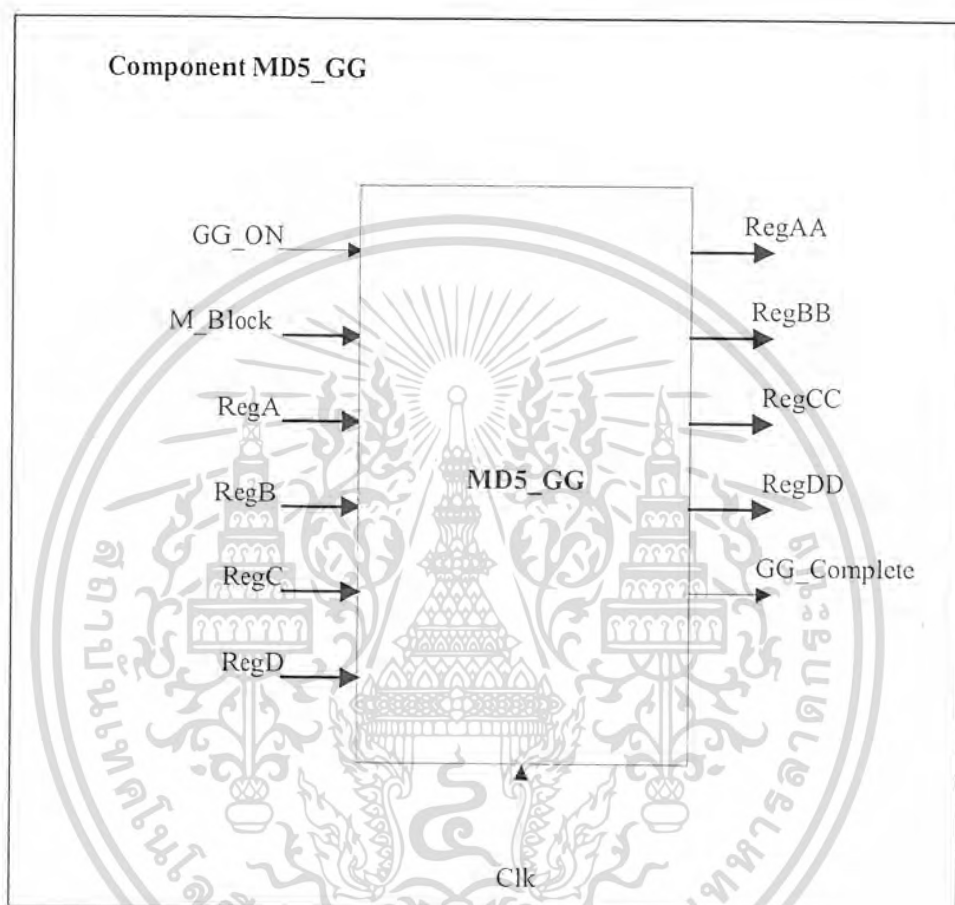 Component MD5_GG
GG_ON
M_Block
RegA
RegB
RegC
RegD
MD5_GG
RegAA
RegBB
RegCC
RegDD
GG_Complete
Clk